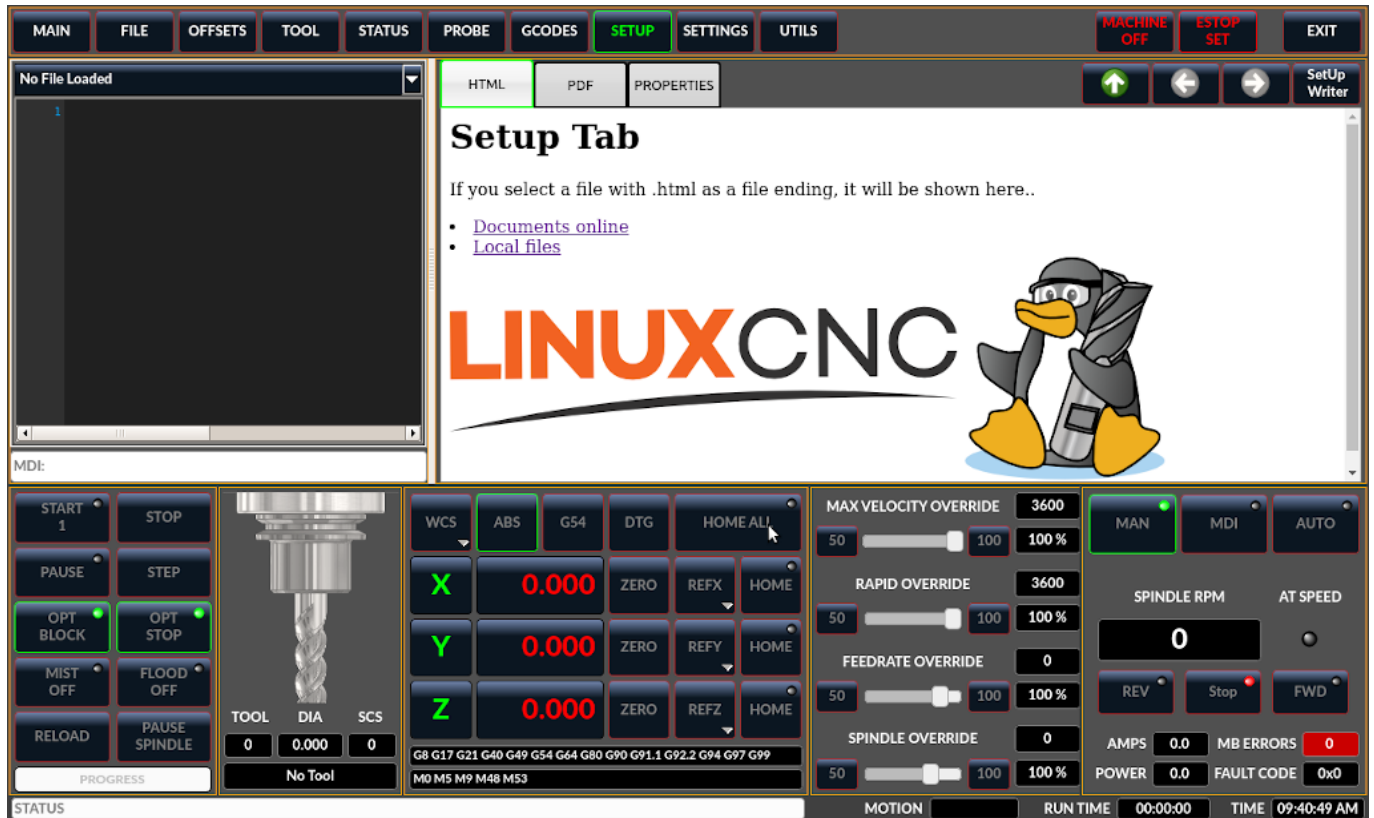 MAIN FILE OFFSETS TOOL STATUS PROBE GCODES SETUP SETTINGS UTILS MACHINE OFF ESTOP SET EXIT
No File Loaded
1
MDI:
HTML PDF PROPERTIES SetUp Writer
Setup Tab
If you select a file with .html as a file ending, it will be shown here..
• Documents online
• Local files
LINUXCNC
START 1 STOP
PAUSE STEP
OPT BLOCK OPT STOP
MIST OFF FLOOD OFF
RELOAD PAUSE SPINDLE
PROGRESS
TOOL DIA SCS
0 0.000 0
No Tool
WCS ABS G54 DTG HOME ALL
X 0.000 ZERO REFX HOME
Y 0.000 ZERO REFY HOME
Z 0.000 ZERO REFZ HOME
G8 G17 G21 G40 G49 G54 G64 G80 G90 G91.1 G92.2 G94 G97 G99
M0 M5 M9 M48 M53
MAX VELOCITY OVERRIDE 3600
50 100 100 %
RAPID OVERRIDE 3600
50 100 100 %
FEEDRATE OVERRIDE 0
50 100 100 %
SPINDLE OVERRIDE 0
50 100 100 %
MAN MDI AUTO
SPINDLE RPM AT SPEED
0
REV Stop FWD
AMPS 0.0 MB ERRORS 0
POWER 0.0 FAULT CODE 0x0
STATUS MOTION RUN TIME 00:00:00 TIME 09:40:49 AM